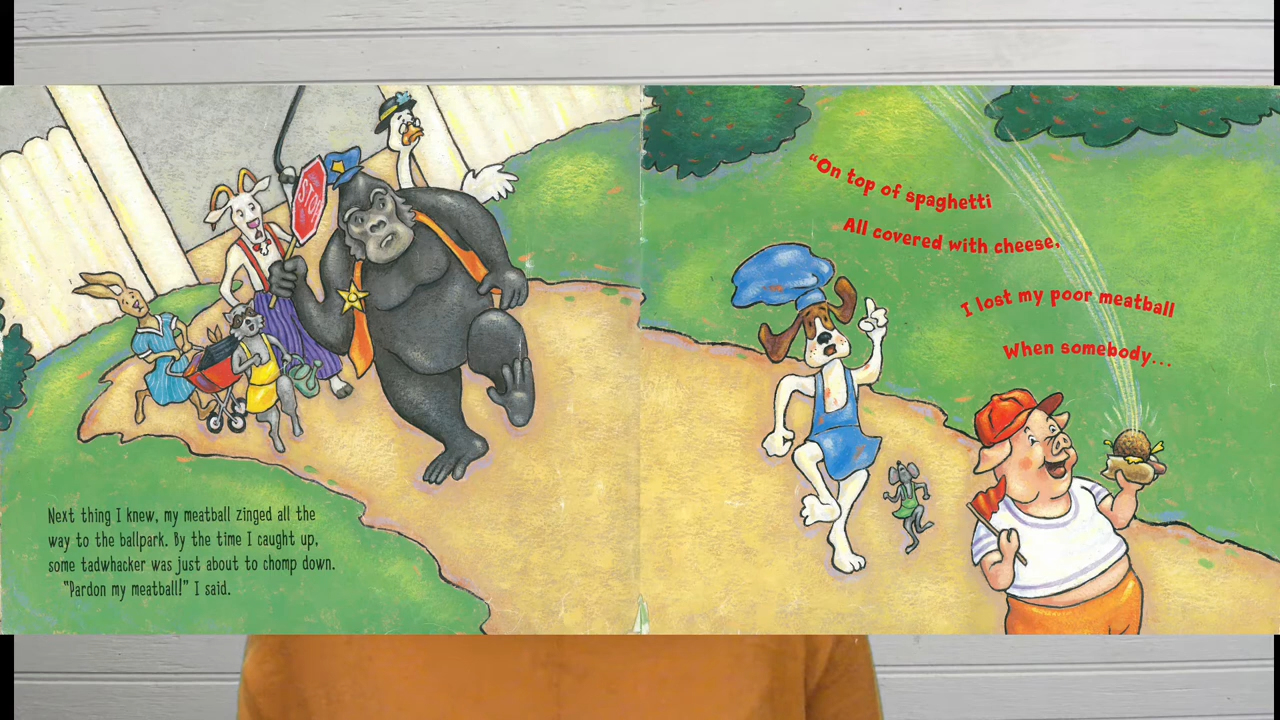 STOP
Next thing I knew, my meatball zinged all the
way to the ballpark. By the time I caught up,
some tadwhacker was just about to chomp down.
"Pardon my meatball!" I said.
"On top of spaghetti
All covered with cheese,
I lost my poor meatball
When somebody...